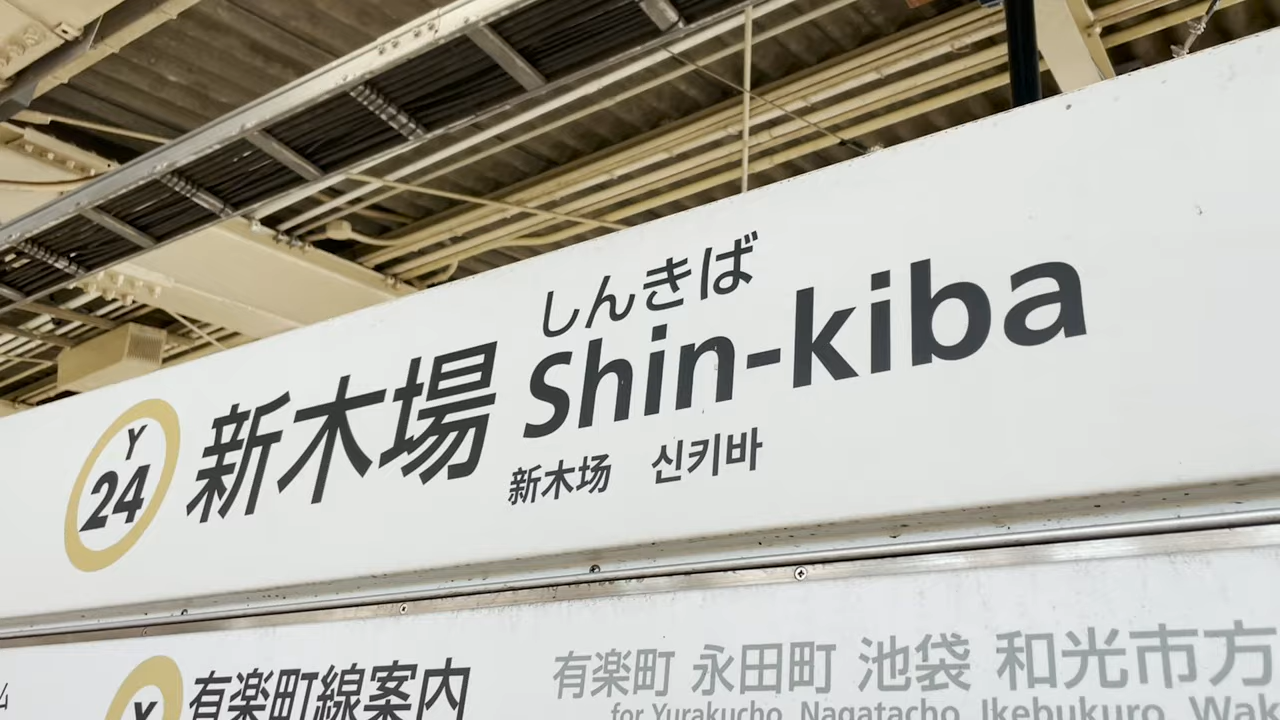 しんきば
Y
24
新木場 Shin-kiba
新木场 신키바
Y
有楽町線案内
有楽町 永田町 池袋 和光市方
for Yurakucho, Nagatacho, Ikebukuro,